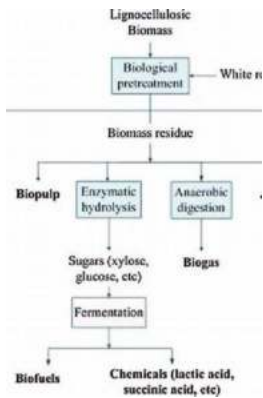 Lignocellulosic
Biomass
Biological
pretreatment
White
Biomass residue
Biopulp
Enzymatic
hydrolysis
Anaerobic
digestion
Sugars (xylose,
glucose, etc)
Biogas
Fermentation
Biofuels
Chemicals (lactic acid,
succinic acid, etc)